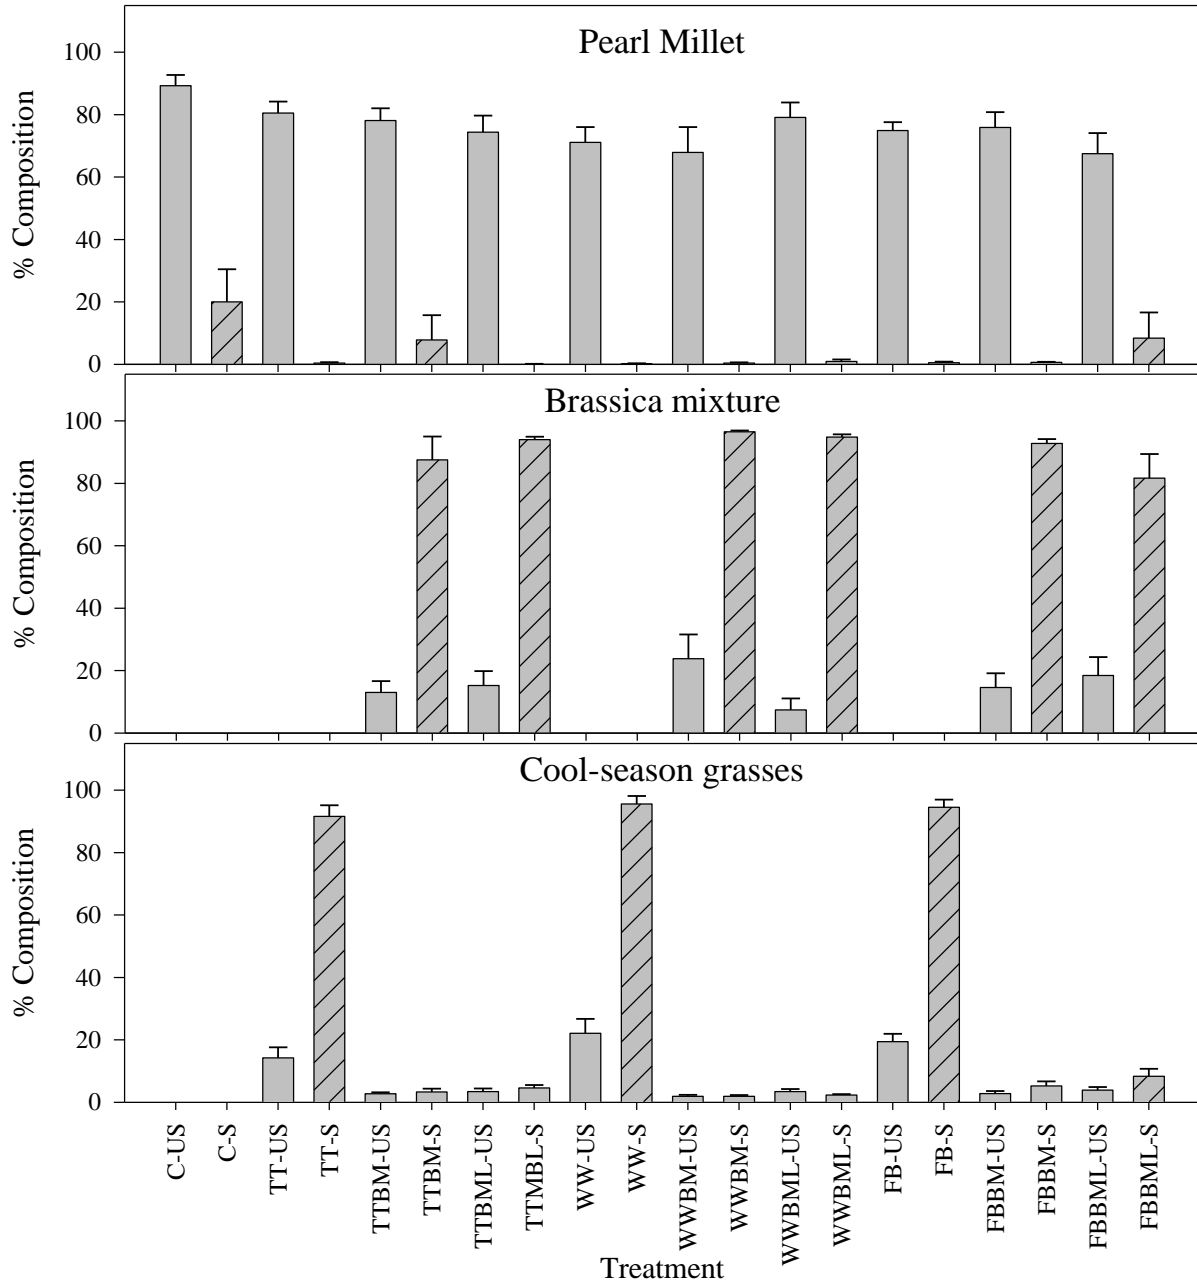 Pearl Millet
% Composition
100
80
60
40
20
0
Brassica mixture
% Composition
100
80
60
40
20
0
Cool-season grasses
% Composition
100
80
60
40
20
0
C-US
C-S
TT-US
TT-S
TTBM-US
TTBM-S
TTBML-US
TTMBL-S
WW-US
WW-S
WWBM-US
WWBM-S
WWBML-US
WWBML-S
FB-US
FB-S
FBBM-US
FBBM-S
FBBML-US
FBBML-S
Treatment